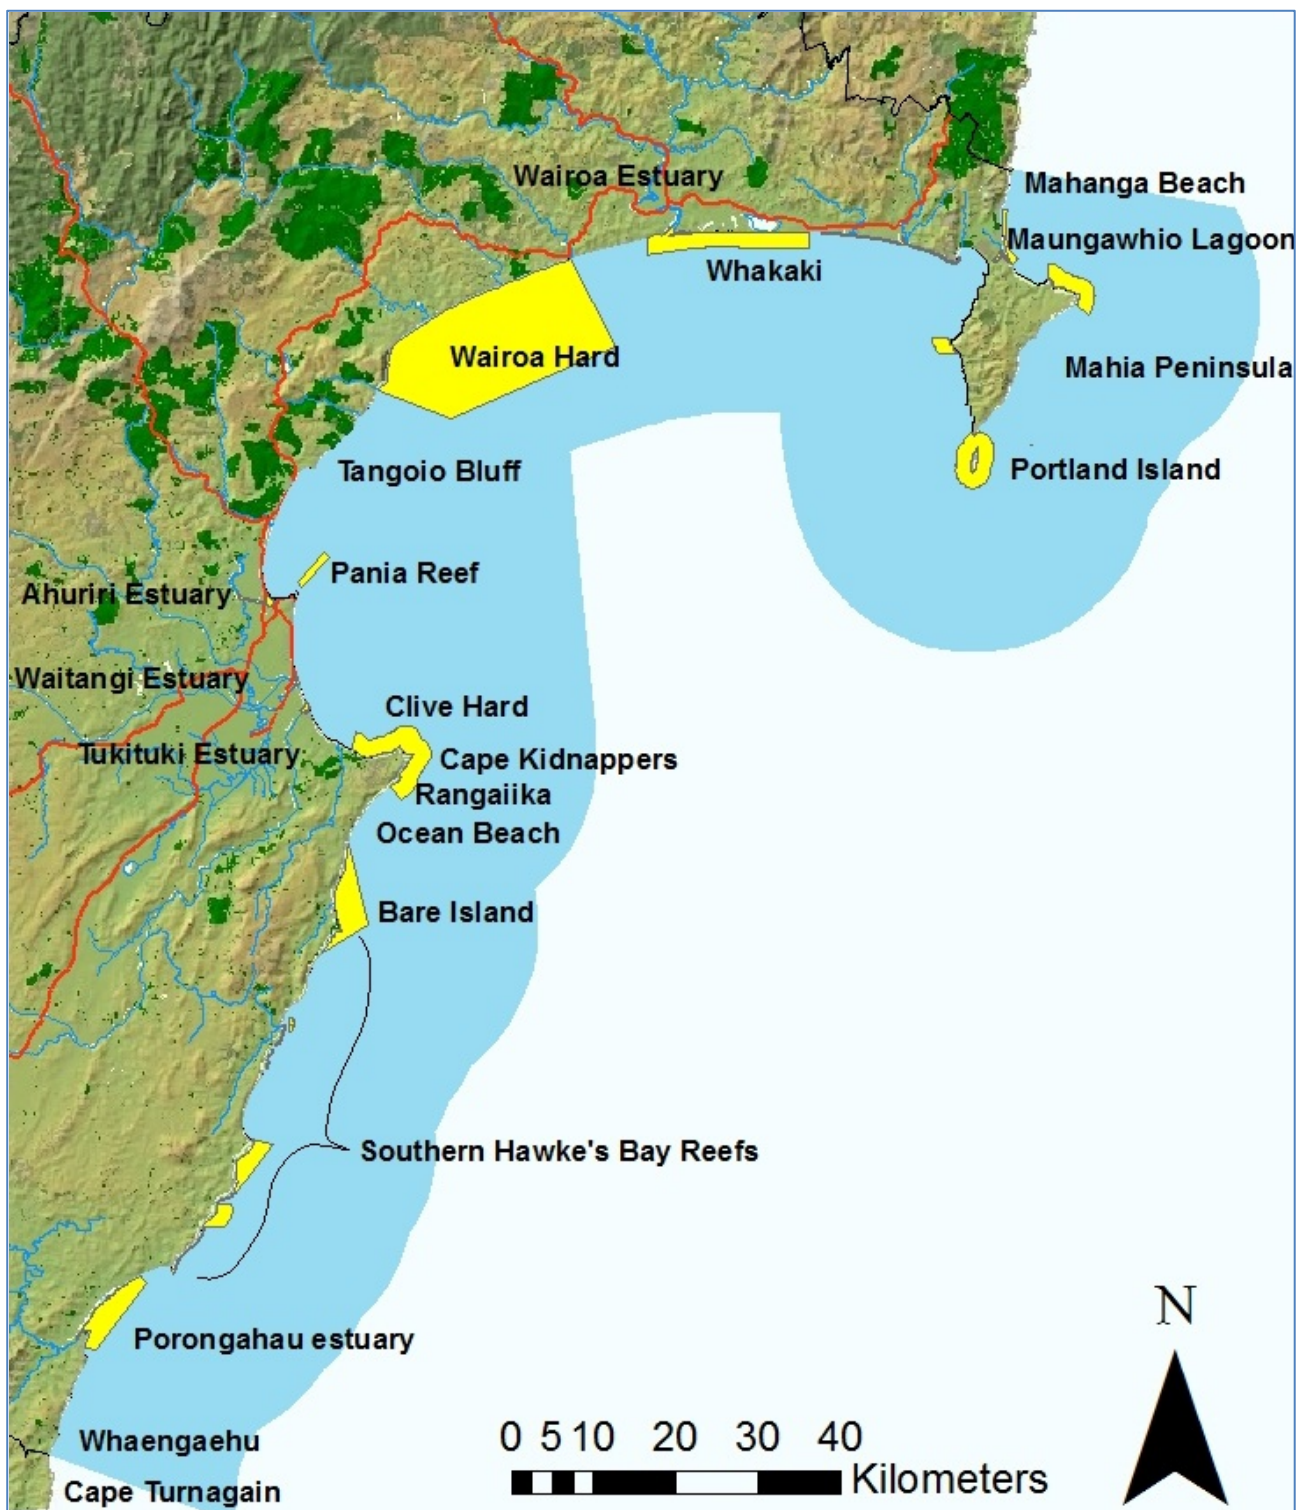 Wairoa Estuary
Mahanga Beach
Maungawhio Lagoon
Whakaki
Wairoa Hard
Mahia Peninsula
Tangoio Bluff
Portland Island
Pania Reef
Ahuriri Estuary
Waitangi Estuary
Clive Hard
Tukituki Estuary
Cape Kidnappers
Rangaiika
Ocean Beach
Bare Island
Southern Hawke's Bay Reefs
N
Porongahau estuary
Whaengaehu
Cape Turnagain
0 5 10 20 30 40
Kilometers